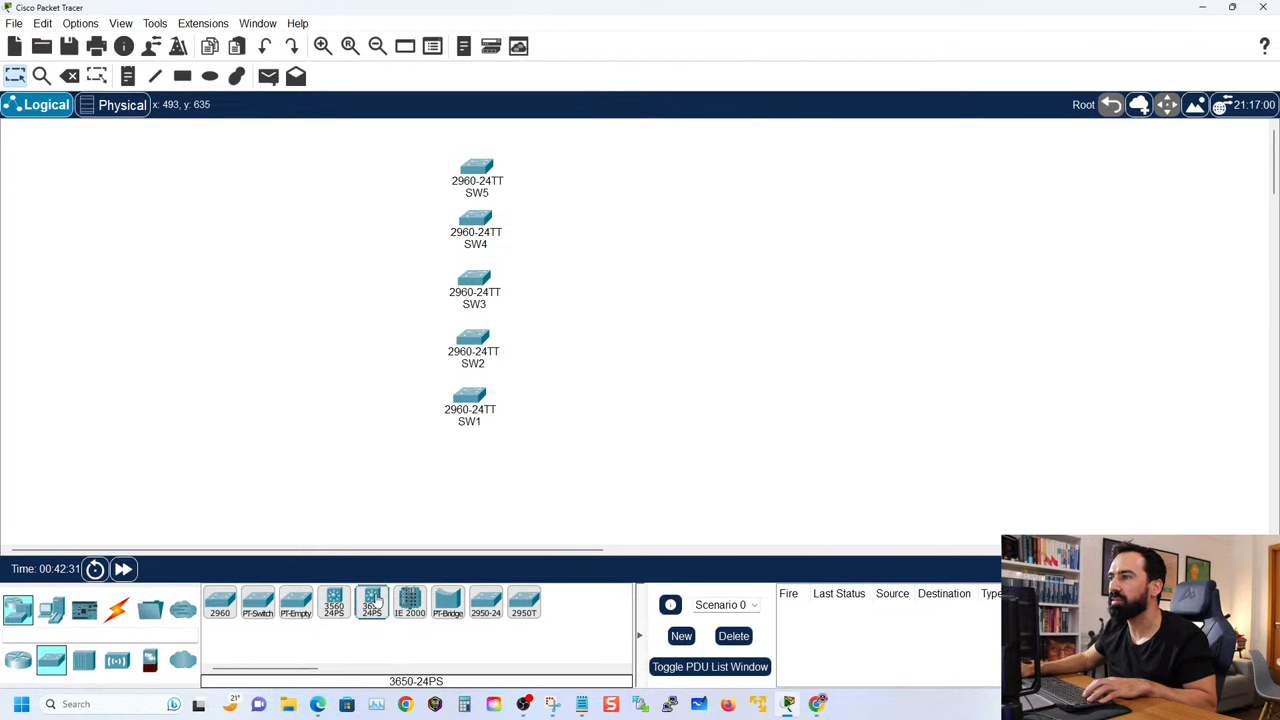 Cisco Packet Tracer
File Edit Options View Tools Extensions Window Help
Logical Physical x: 493, y: 635 Root 21:17:00
2960-24TT
SW5
2960-24TT
SW4
2960-24TT
SW3
2960-24TT
SW2
2960-24TT
SW1
Time: 00:42:31
2960 PT-Switch PT-Empty 3560 24PS 24PS IE 2000 PT-Bridge 2950-24 2950T
3650-24PS
Scenario 0
New Delete
Toggle PDU List Window
Fire Last Status Source Destination Type
21°
Search